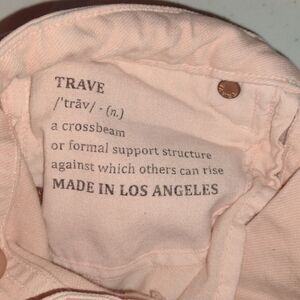 TRAVE
/'trāv/ - (n.)
a crossbeam
or formal support structure
against which others can rise
MADE IN LOS ANGELES